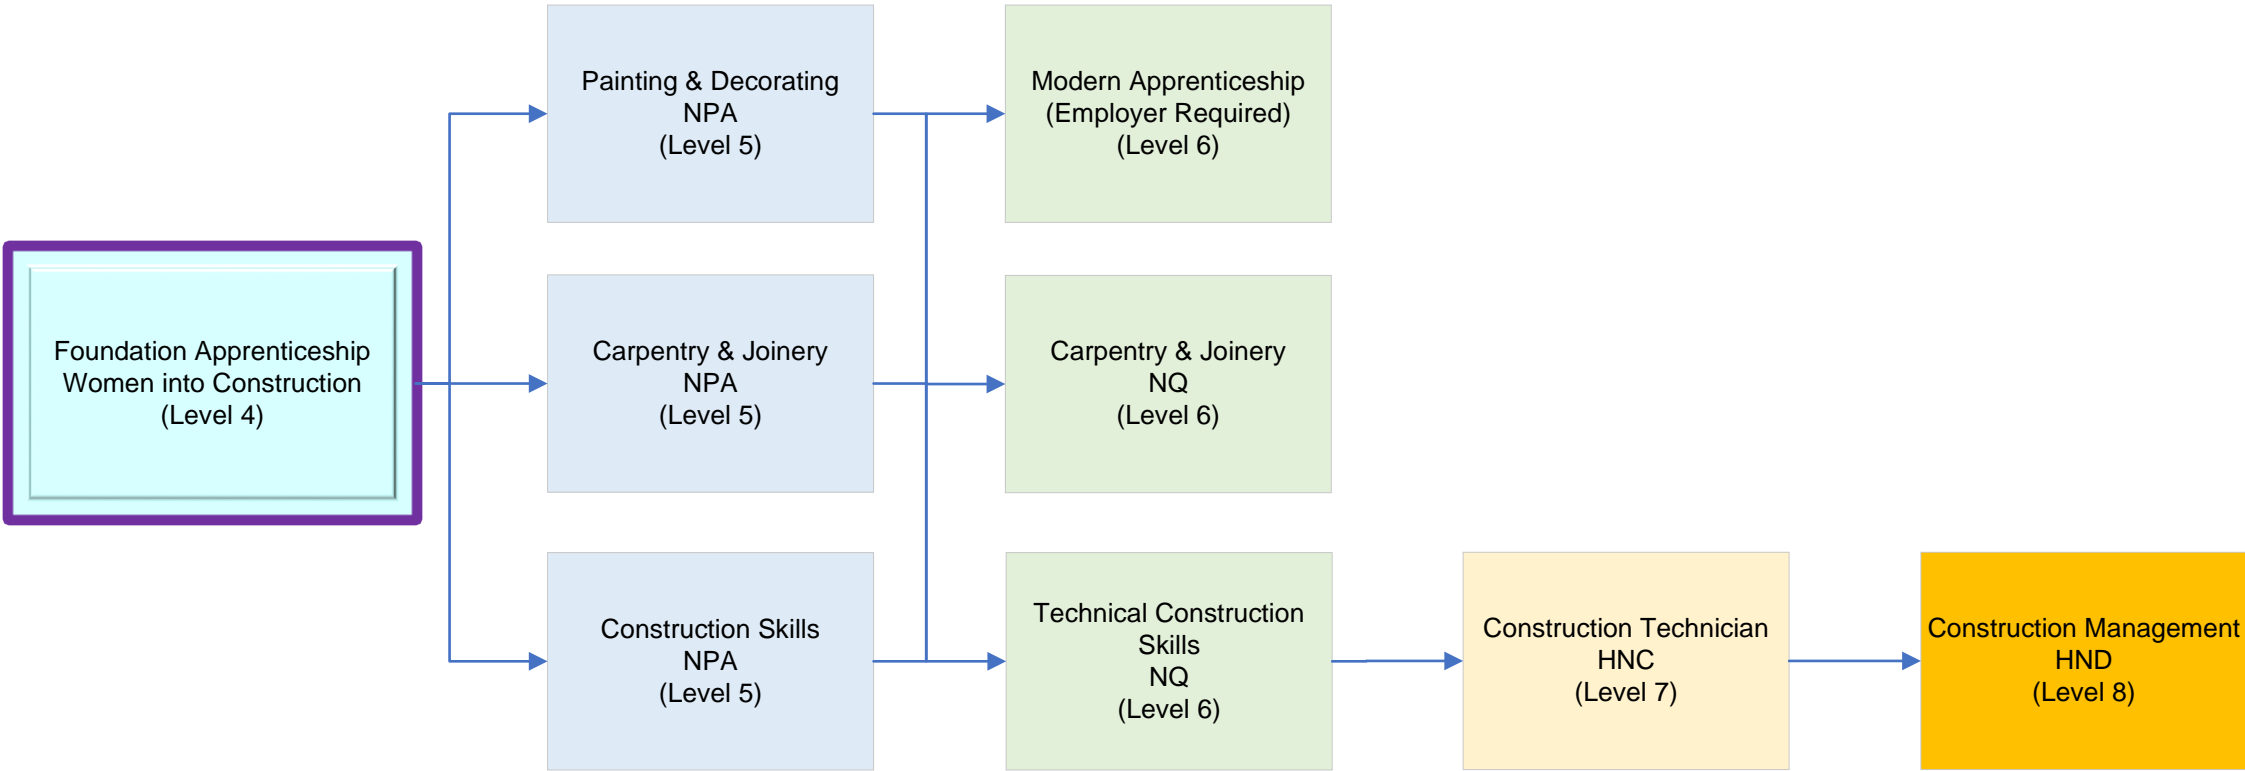 Painting & Decorating
NPA
(Level 5)
Modern Apprenticeship
(Employer Required)
(Level 6)
Foundation Apprenticeship
Women into Construction
(Level 4)
Carpentry & Joinery
NPA
(Level 5)
Carpentry & Joinery
NQ
(Level 6)
Construction Skills
NPA
(Level 5)
Technical Construction
Skills
NQ
(Level 6)
Construction Technician
HNC
(Level 7)
Construction Management
HND
(Level 8)